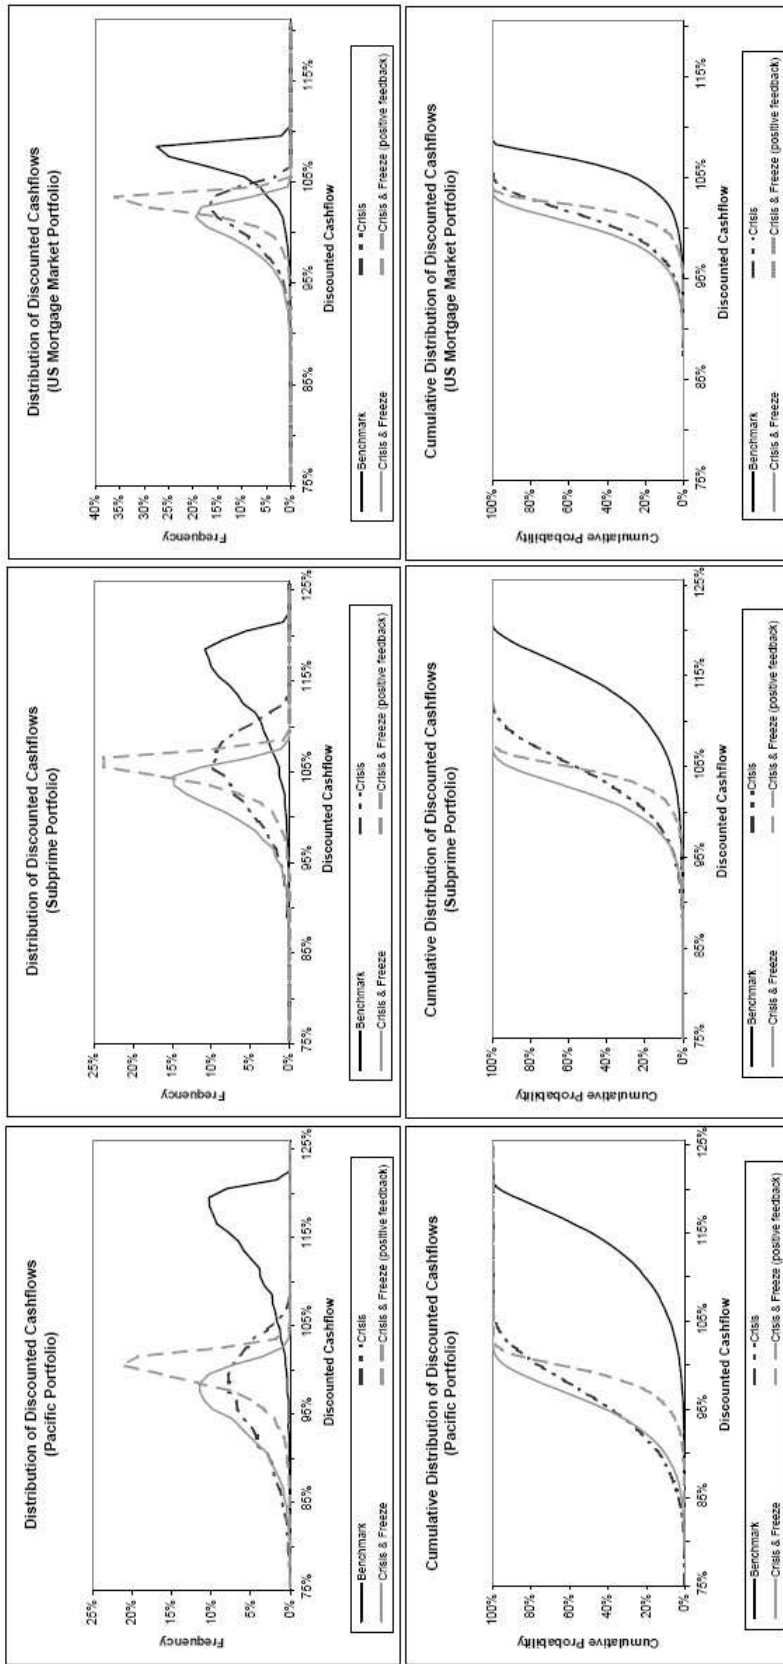 Distribution of Discounted Cashflows
(Pacific Portfolio)
25%
20%
15%
10%
5%
0%
Frequency
75%
85%
95%
105%
115%
125%
Discounted Cashflow
Benchmark
Crisis
Crisis & Freeze
Crisis & Freeze (positive feedback)
Distribution of Discounted Cashflows
(Subprime Portfolio)
25%
20%
15%
10%
5%
0%
Frequency
75%
85%
95%
105%
115%
125%
Discounted Cashflow
Benchmark
Crisis
Crisis & Freeze
Crisis & Freeze (positive feedback)
Distribution of Discounted Cashflows
(US Mortgage Market Portfolio)
40%
35%
30%
25%
20%
15%
10%
5%
0%
Frequency
75%
85%
95%
105%
115%
Discounted Cashflow
Benchmark
Crisis
Crisis & Freeze
Crisis & Freeze (positive feedback)
Cumulative Distribution of Discounted Cashflows
(Pacific Portfolio)
100%
80%
60%
40%
20%
0%
Cumulative Probability
75%
85%
95%
105%
115%
125%
Discounted Cashflow
Benchmark
Crisis
Crisis & Freeze
Crisis & Freeze (positive feedback)
Cumulative Distribution of Discounted Cashflows
(Subprime Portfolio)
100%
80%
60%
40%
20%
0%
Cumulative Probability
75%
85%
95%
105%
115%
125%
Discounted Cashflow
Benchmark
Crisis
Crisis & Freeze
Crisis & Freeze (positive feedback)
Cumulative Distribution of Discounted Cashflows
(US Mortgage Market Portfolio)
100%
80%
60%
40%
20%
0%
Cumulative Probability
75%
85%
95%
105%
115%
Discounted Cashflow
Benchmark
Crisis
Crisis & Freeze
Crisis & Freeze (positive feedback)